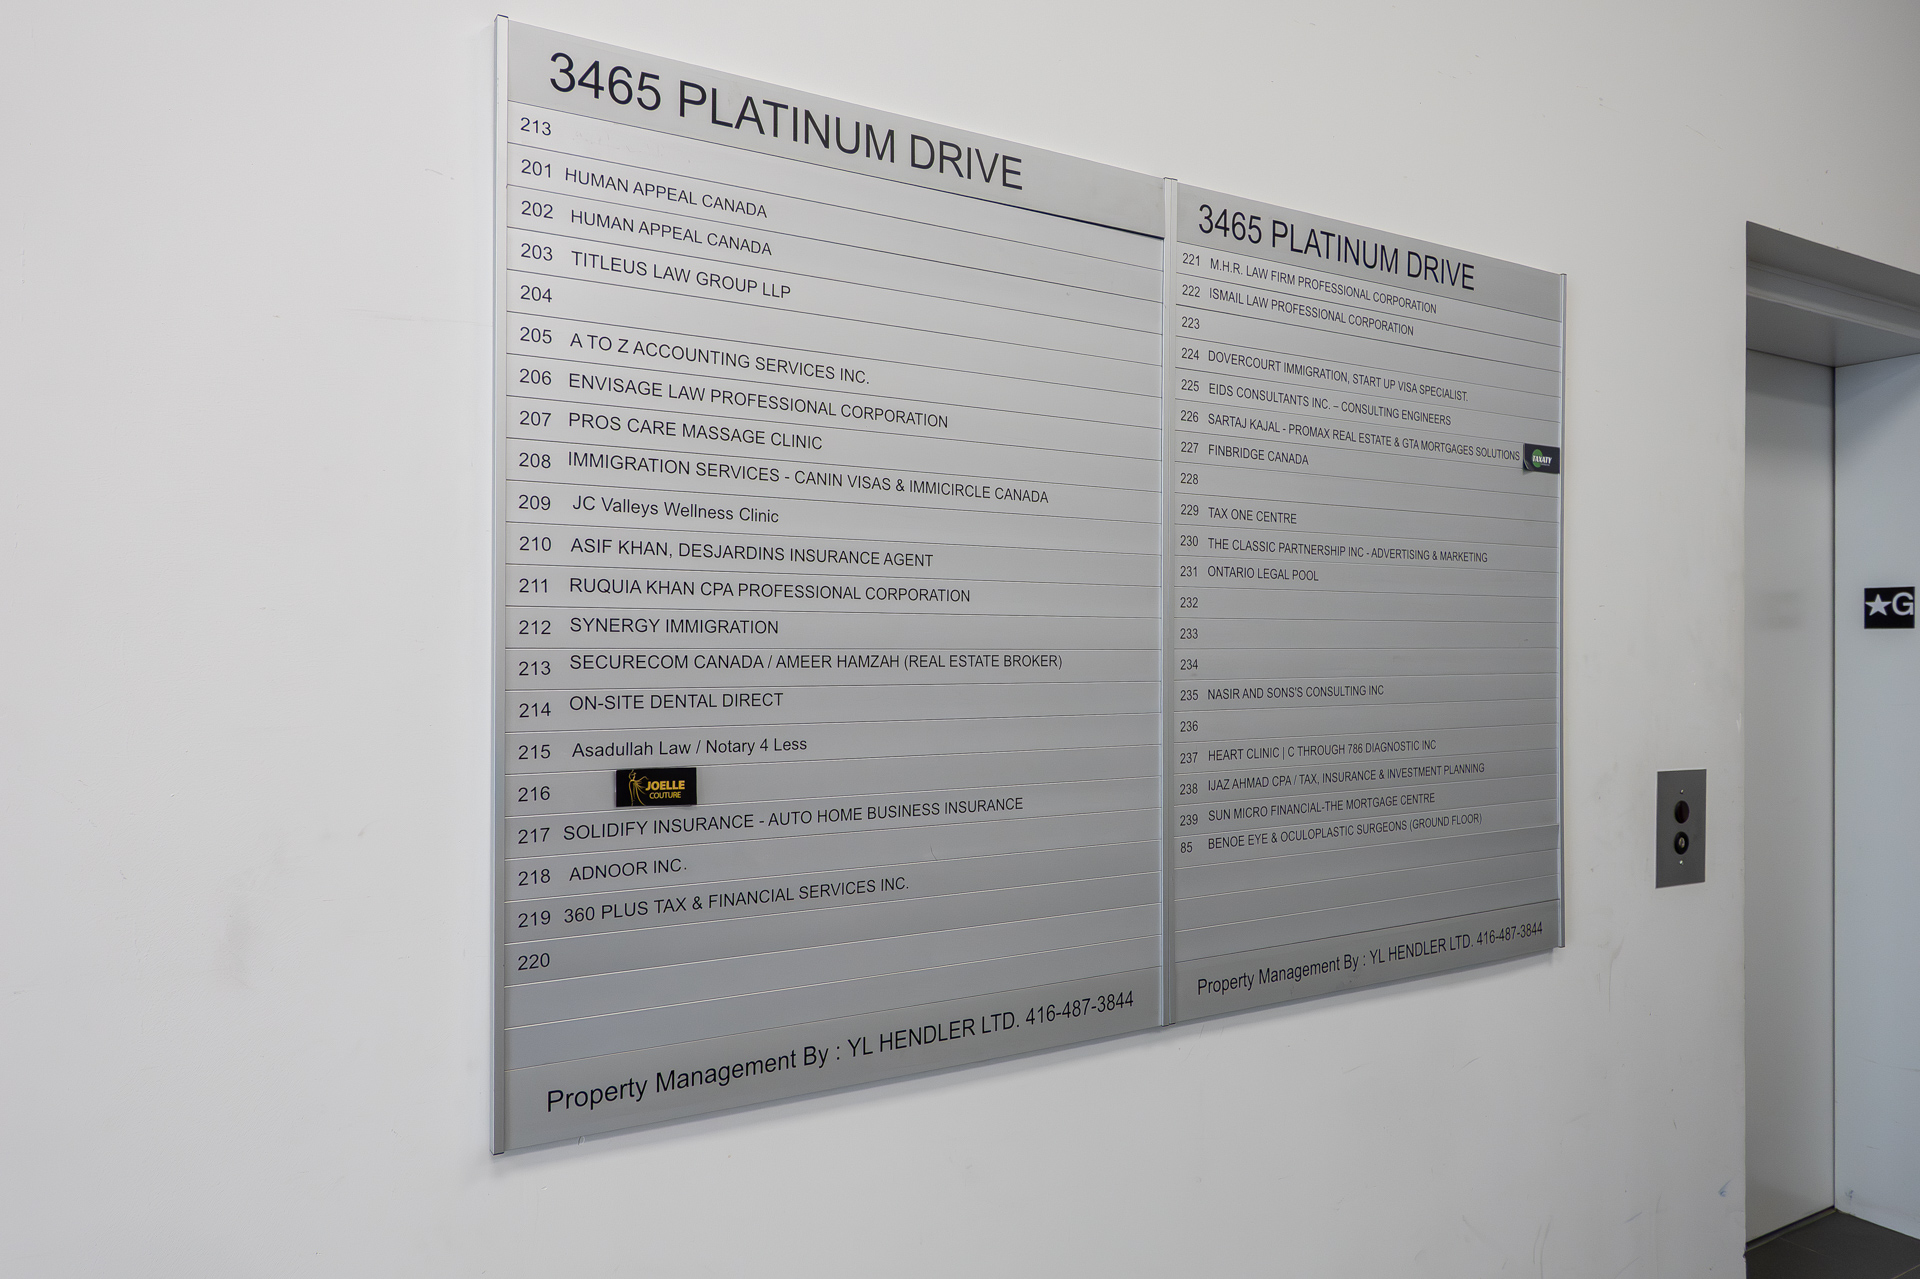 3465 PLATINUM DRIVE
213
201 HUMAN APPEAL CANADA
202 HUMAN APPEAL CANADA
203 TITLEUS LAW GROUP LLP
204
205 A TO Z ACCOUNTING SERVICES INC.
206 ENVISAGE LAW PROFESSIONAL CORPORATION
207 PROS CARE MASSAGE CLINIC
208 IMMIGRATION SERVICES - CANIN VISAS & IMMICIRCLE CANADA
209 JC Valleys Wellness Clinic
210 ASIF KHAN, DESJARDINS INSURANCE AGENT
211 RUQUIA KHAN CPA PROFESSIONAL CORPORATION
212 SYNERGY IMMIGRATION
213 SECURECOM CANADA / AMEER HAMZAH (REAL ESTATE BROKER)
214 ON-SITE DENTAL DIRECT
215 Asadullah Law / Notary 4 Less
216 JOELLE
COUTURE
217 SOLIDIFY INSURANCE - AUTO HOME BUSINESS INSURANCE
218 ADNOOR INC.
219 360 PLUS TAX & FINANCIAL SERVICES INC.
220
Property Management By : YL HENDLER LTD. 416-487-3844
3465 PLATINUM DRIVE
221 M.H.R. LAW FIRM PROFESSIONAL CORPORATION
222 ISMAIL LAW PROFESSIONAL CORPORATION
223
224 DOVERCOURT IMMIGRATION, START UP VISA SPECIALIST.
225 EIDS CONSULTANTS INC. – CONSULTING ENGINEERS
226 SARTAJ KAJAL - PROMAX REAL ESTATE & GTA MORTGAGES SOLUTIONS
TAXATY
227 FINBRIDGE CANADA
228
229 TAX ONE CENTRE
230 THE CLASSIC PARTNERSHIP INC - ADVERTISING & MARKETING
231 ONTARIO LEGAL POOL
232
233
234
235 NASIR AND SONS'S CONSULTING INC
236
237 HEART CLINIC | C THROUGH 786 DIAGNOSTIC INC
238 IJAZ AHMAD CPA / TAX, INSURANCE & INVESTMENT PLANNING
239 SUN MICRO FINANCIAL-THE MORTGAGE CENTRE
85 BENOE EYE & OCULOPLASTIC SURGEONS (GROUND FLOOR)
Property Management By : YL HENDLER LTD. 416-487-3844
★G